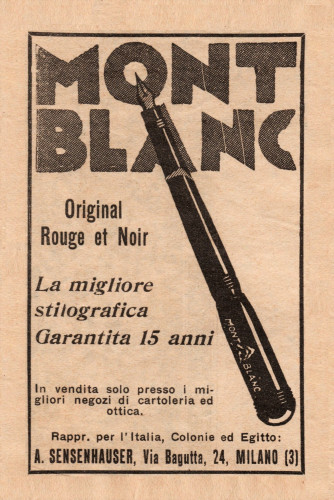 MONT
BLANC
Original
Rouge et Noir
La migliore
stilografica
Garantita 15 anni
MONT BLANC
In vendita solo presso i mi-
gliori negozi di cartoleria ed
ottica.
Rappr. per l'Italia, Colonie ed Egitto:
A. SENSENHAUSER, Via Bagutta, 24, MILANO (3)